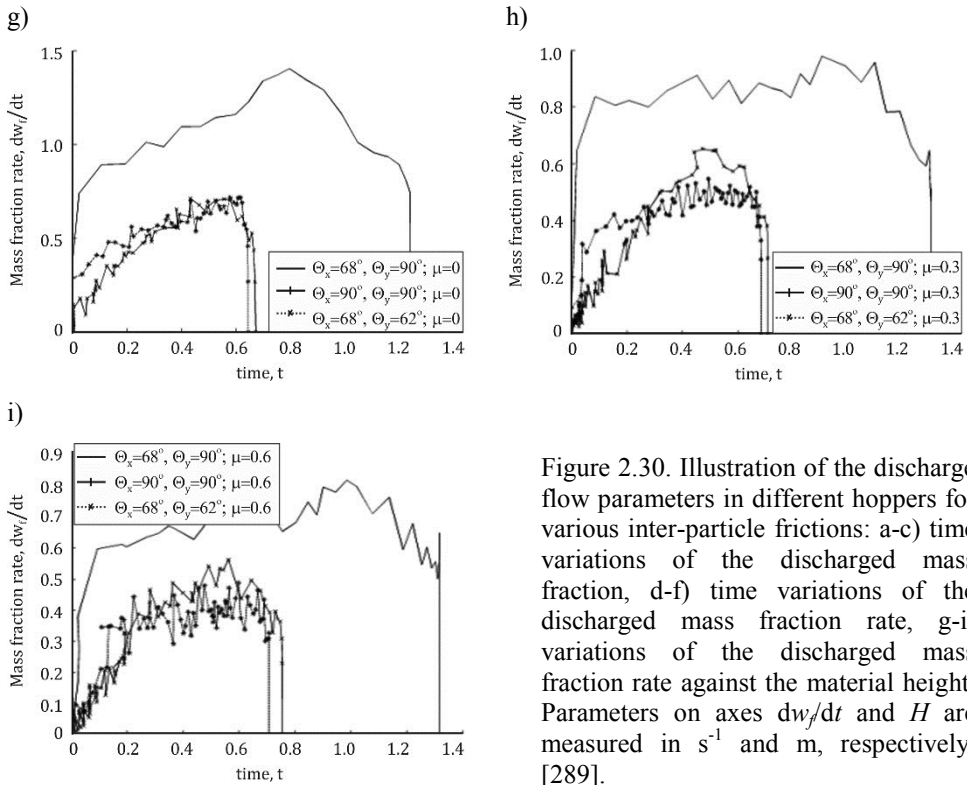 g)
1.5
1.0
0.5
0
Mass fraction rate, dwf/dt
Θx=68°, Θy=90°; μ=0
Θx=90°, Θy=90°; μ=0
Θx=68°, Θy=62°; μ=0
0 0.2 0.4 0.6 0.8 1.0 1.2 1.4
time, t
h)
1.0
0.8
0.6
0.4
0.2
0
Mass fraction rate, dwf/dt
Θx=68°, Θy=90°; μ=0.3
Θx=90°, Θy=90°; μ=0.3
Θx=68°, Θy=62°; μ=0.3
0 0.2 0.4 0.6 0.8 1.0 1.2 1.4
time, t
i)
0.9
0.8
0.7
0.6
0.5
0.4
0.3
0.2
0.1
0
Mass fraction rate, dwf/dt
Θx=68°, Θy=90°; μ=0.6
Θx=90°, Θy=90°; μ=0.6
Θx=68°, Θy=62°; μ=0.6
0 0.2 0.4 0.6 0.8 1.0 1.2 1.4
time, t
Figure 2.30. Illustration of the discharge
flow parameters in different hoppers fo
various inter-particle frictions: a-c) time
variations of the discharged mass
fraction, d-f) time variations of the
discharged mass fraction rate, g-i
variations of the discharged mass
fraction rate against the material height
Parameters on axes dwf/dt and H are
measured in s-1 and m, respectively
[289].